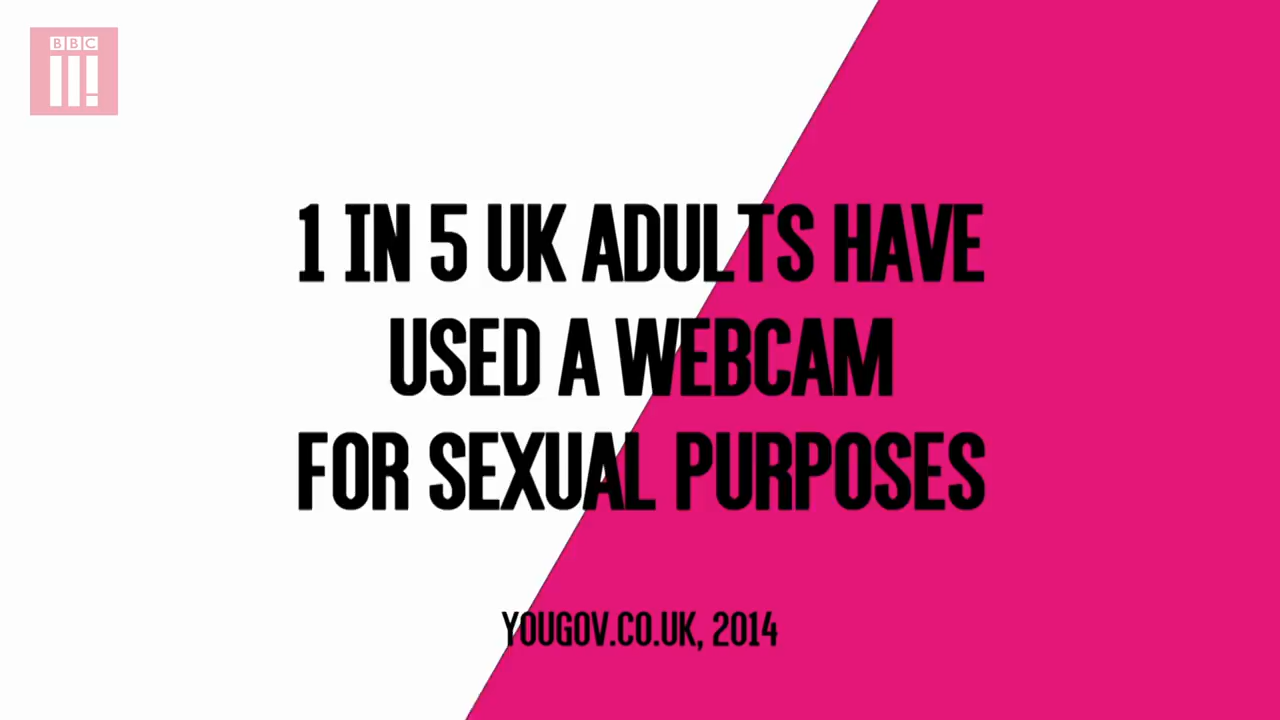 BBC
1 IN 5 UK ADULTS HAVE
USED A WEBCAM
FOR SEXUAL PURPOSES
YOUGOV.CO.UK, 2014